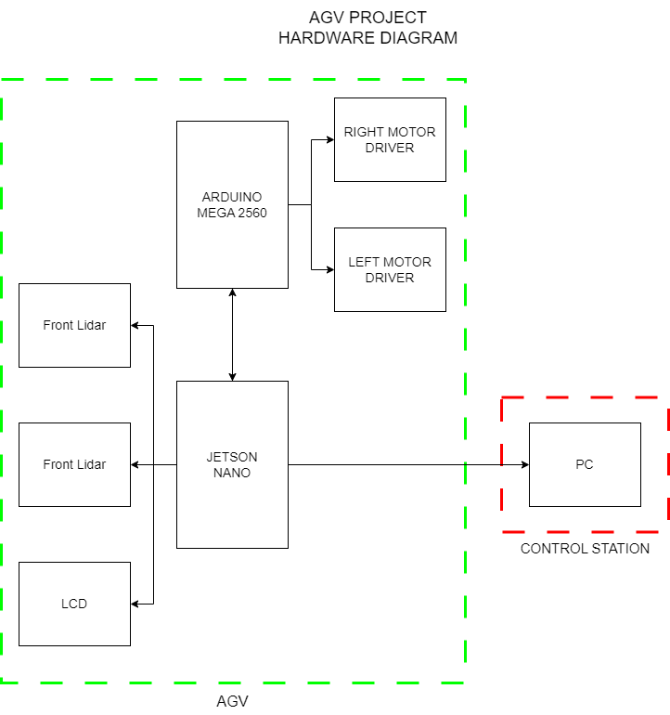 AGV PROJECT
HARDWARE DIAGRAM
RIGHT MOTOR
DRIVER
ARDUINO
MEGA 2560
LEFT MOTOR
DRIVER
Front Lidar
JETSON
NANO
Front Lidar
PC
CONTROL STATION
LCD
AGV